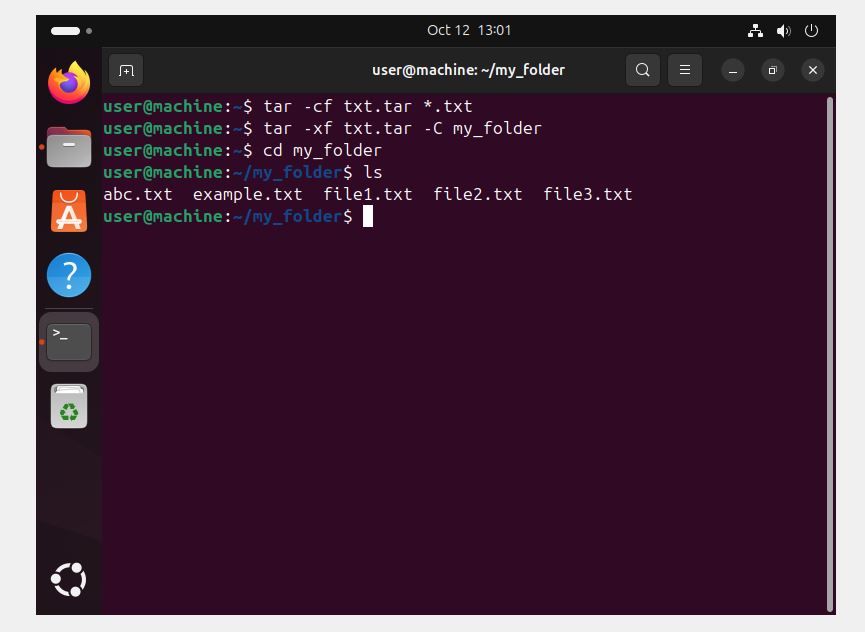 Oct 12 13:01
user@machine: ~/my_folder
user@machine:~$ tar -cf txt.tar *.txt
user@machine:~$ tar -xf txt.tar -C my_folder
user@machine:~$ cd my_folder
user@machine:~/my_folder$ ls
abc.txt  example.txt  file1.txt  file2.txt  file3.txt
user@machine:~/my_folder$